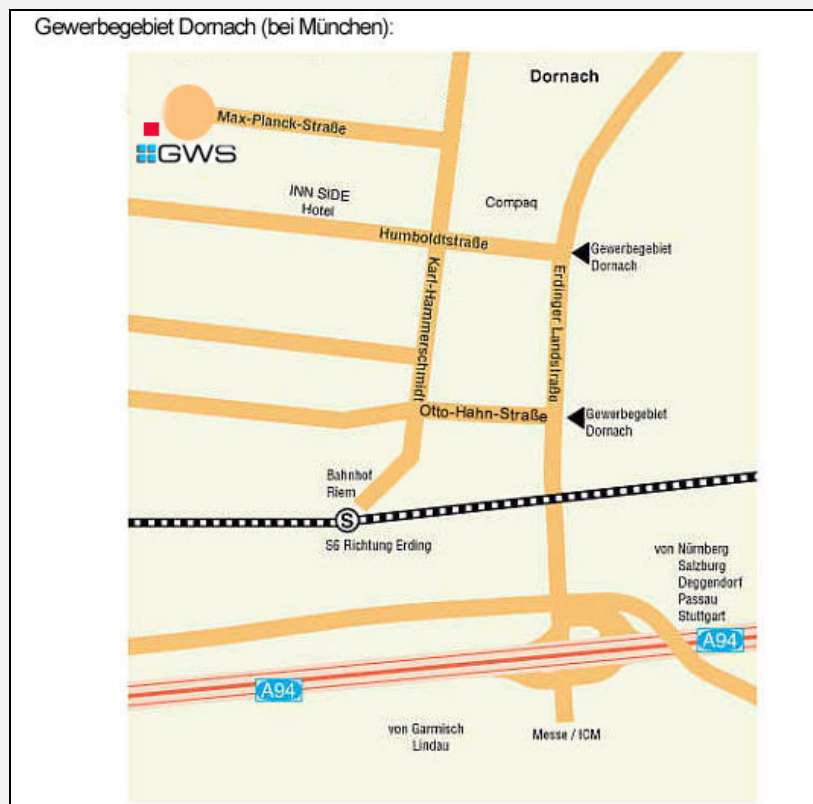 Gewerbegebiet Dornach (bei München):
Dornach
Max-Planck-Straße
GWS
INN SIDE
Hotel
Compaq
Humboldtstraße
Gewerbegebiet
Dornach
Karl-Hammerschmidt
Erdinger Landstraße
Otto-Hahn-Straße
Gewerbegebiet
Dornach
Bahnhof
Riem
S
S6 Richtung Erding
von Nürnberg
Salzburg
Deggendorf
Passau
Stuttgart
A94
A94
von Garmisch
Lindau
Messe / ICM